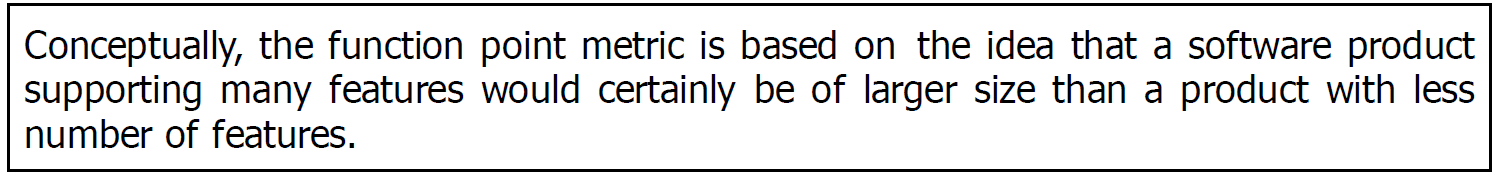 Conceptually, the function point metric is based on the idea that a software product
supporting many features would certainly be of larger size than a product with less
number of features.